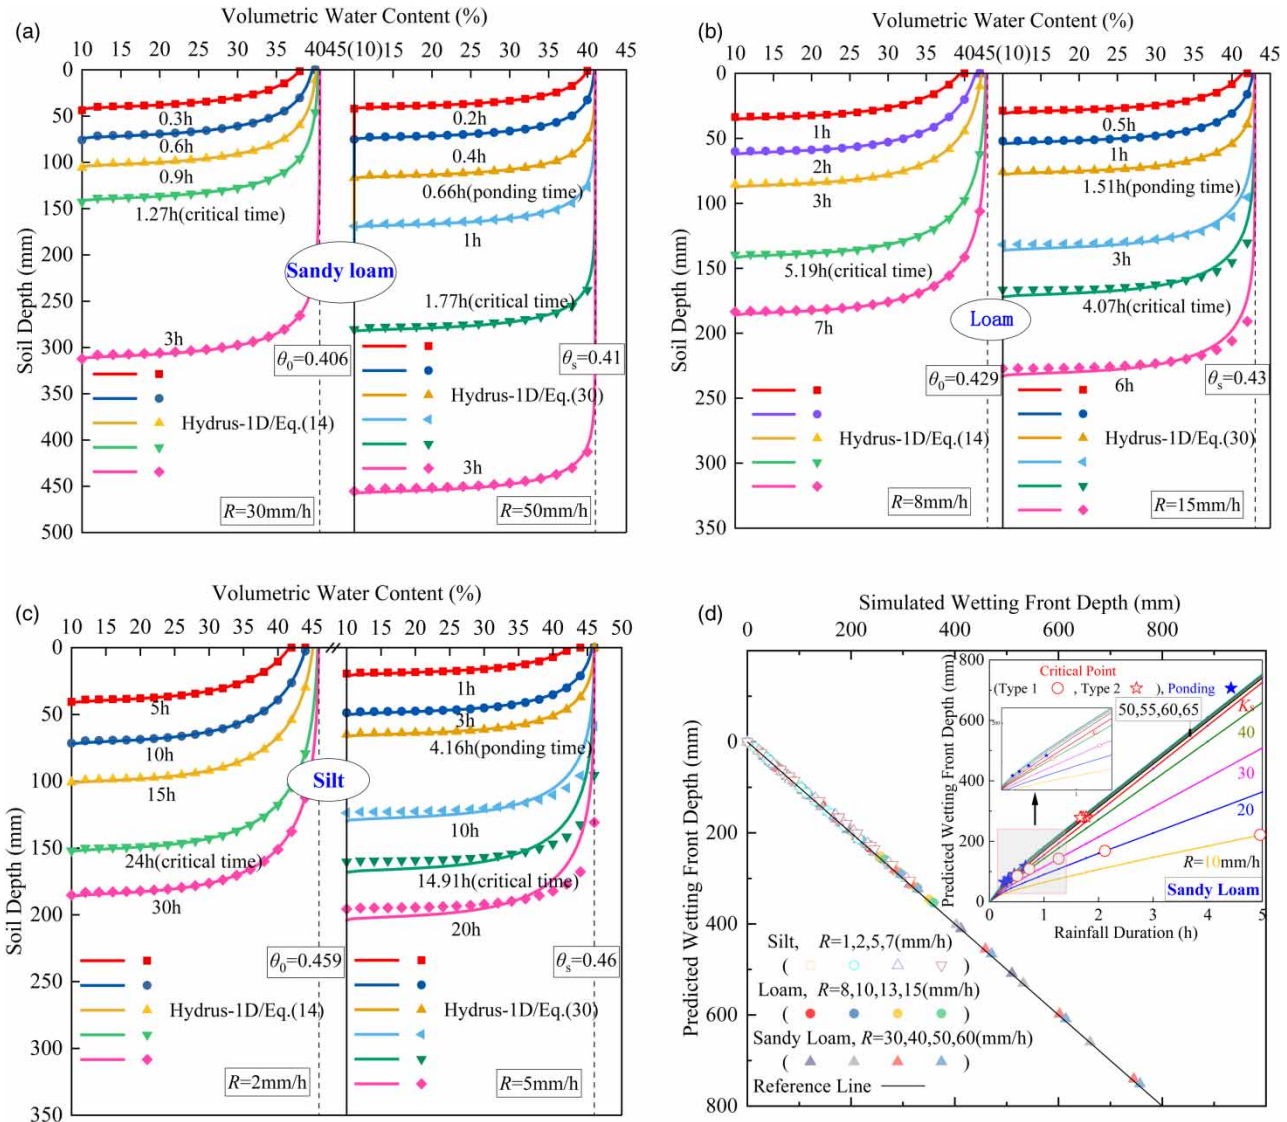 (a)
Volumetric Water Content (%)
10 15 20 25 30 35 4045(10) 15 20 25 30 35 40 45
Soil Depth (mm)
0
50
100
150
200
250
300
350
400
450
500
0.3h
0.6h
0.9h
1.27h(critical time)
3h
0.2h
0.4h
0.66h(ponding time)
1h
1.77h(critical time)
3h
Sandy loam
θ0=0.406
θs=0.41
Hydrus-1D/Eq.(14)
Hydrus-1D/Eq.(30)
R=30mm/h
R=50mm/h
(b)
Volumetric Water Content (%)
10 15 20 25 30 35 4045(10) 15 20 25 30 35 40 45
Soil Depth (mm)
0
50
100
150
200
250
300
350
1h
2h
3h
5.19h(critical time)
7h
0.5h
1h
1.51h(ponding time)
3h
4.07h(critical time)
6h
Loam
θ0=0.429
θs=0.43
Hydrus-1D/Eq.(14)
Hydrus-1D/Eq.(30)
R=8mm/h
R=15mm/h
(c)
Volumetric Water Content (%)
10 15 20 25 30 35 40 45 10 15 20 25 30 35 40 45 50
Soil Depth (mm)
0
50
100
150
200
250
300
350
5h
10h
15h
24h(critical time)
30h
1h
3h
4.16h(ponding time)
10h
14.91h(critical time)
20h
Silt
θ0=0.459
θs=0.46
Hydrus-1D/Eq.(14)
Hydrus-1D/Eq.(30)
R=2mm/h
R=5mm/h
(d)
Simulated Wetting Front Depth (mm)
0 200 400 600 800
Predicted Wetting Front Depth (mm)
0
200
400
600
800
Predicted Wetting Front Depth (mm)
800
600
400
200
0
Critical Point
(Type 1 , Type 2 ), Ponding
50,55,60,65
Ks
40
30
20
R=10mm/h
Sandy Loam
0 1 2 3 4 5
Rainfall Duration (h)
Silt, R=1,2,5,7(mm/h)
( )
Loam, R=8,10,13,15(mm/h)
( )
Sandy Loam, R=30,40,50,60(mm/h)
( )
Reference Line